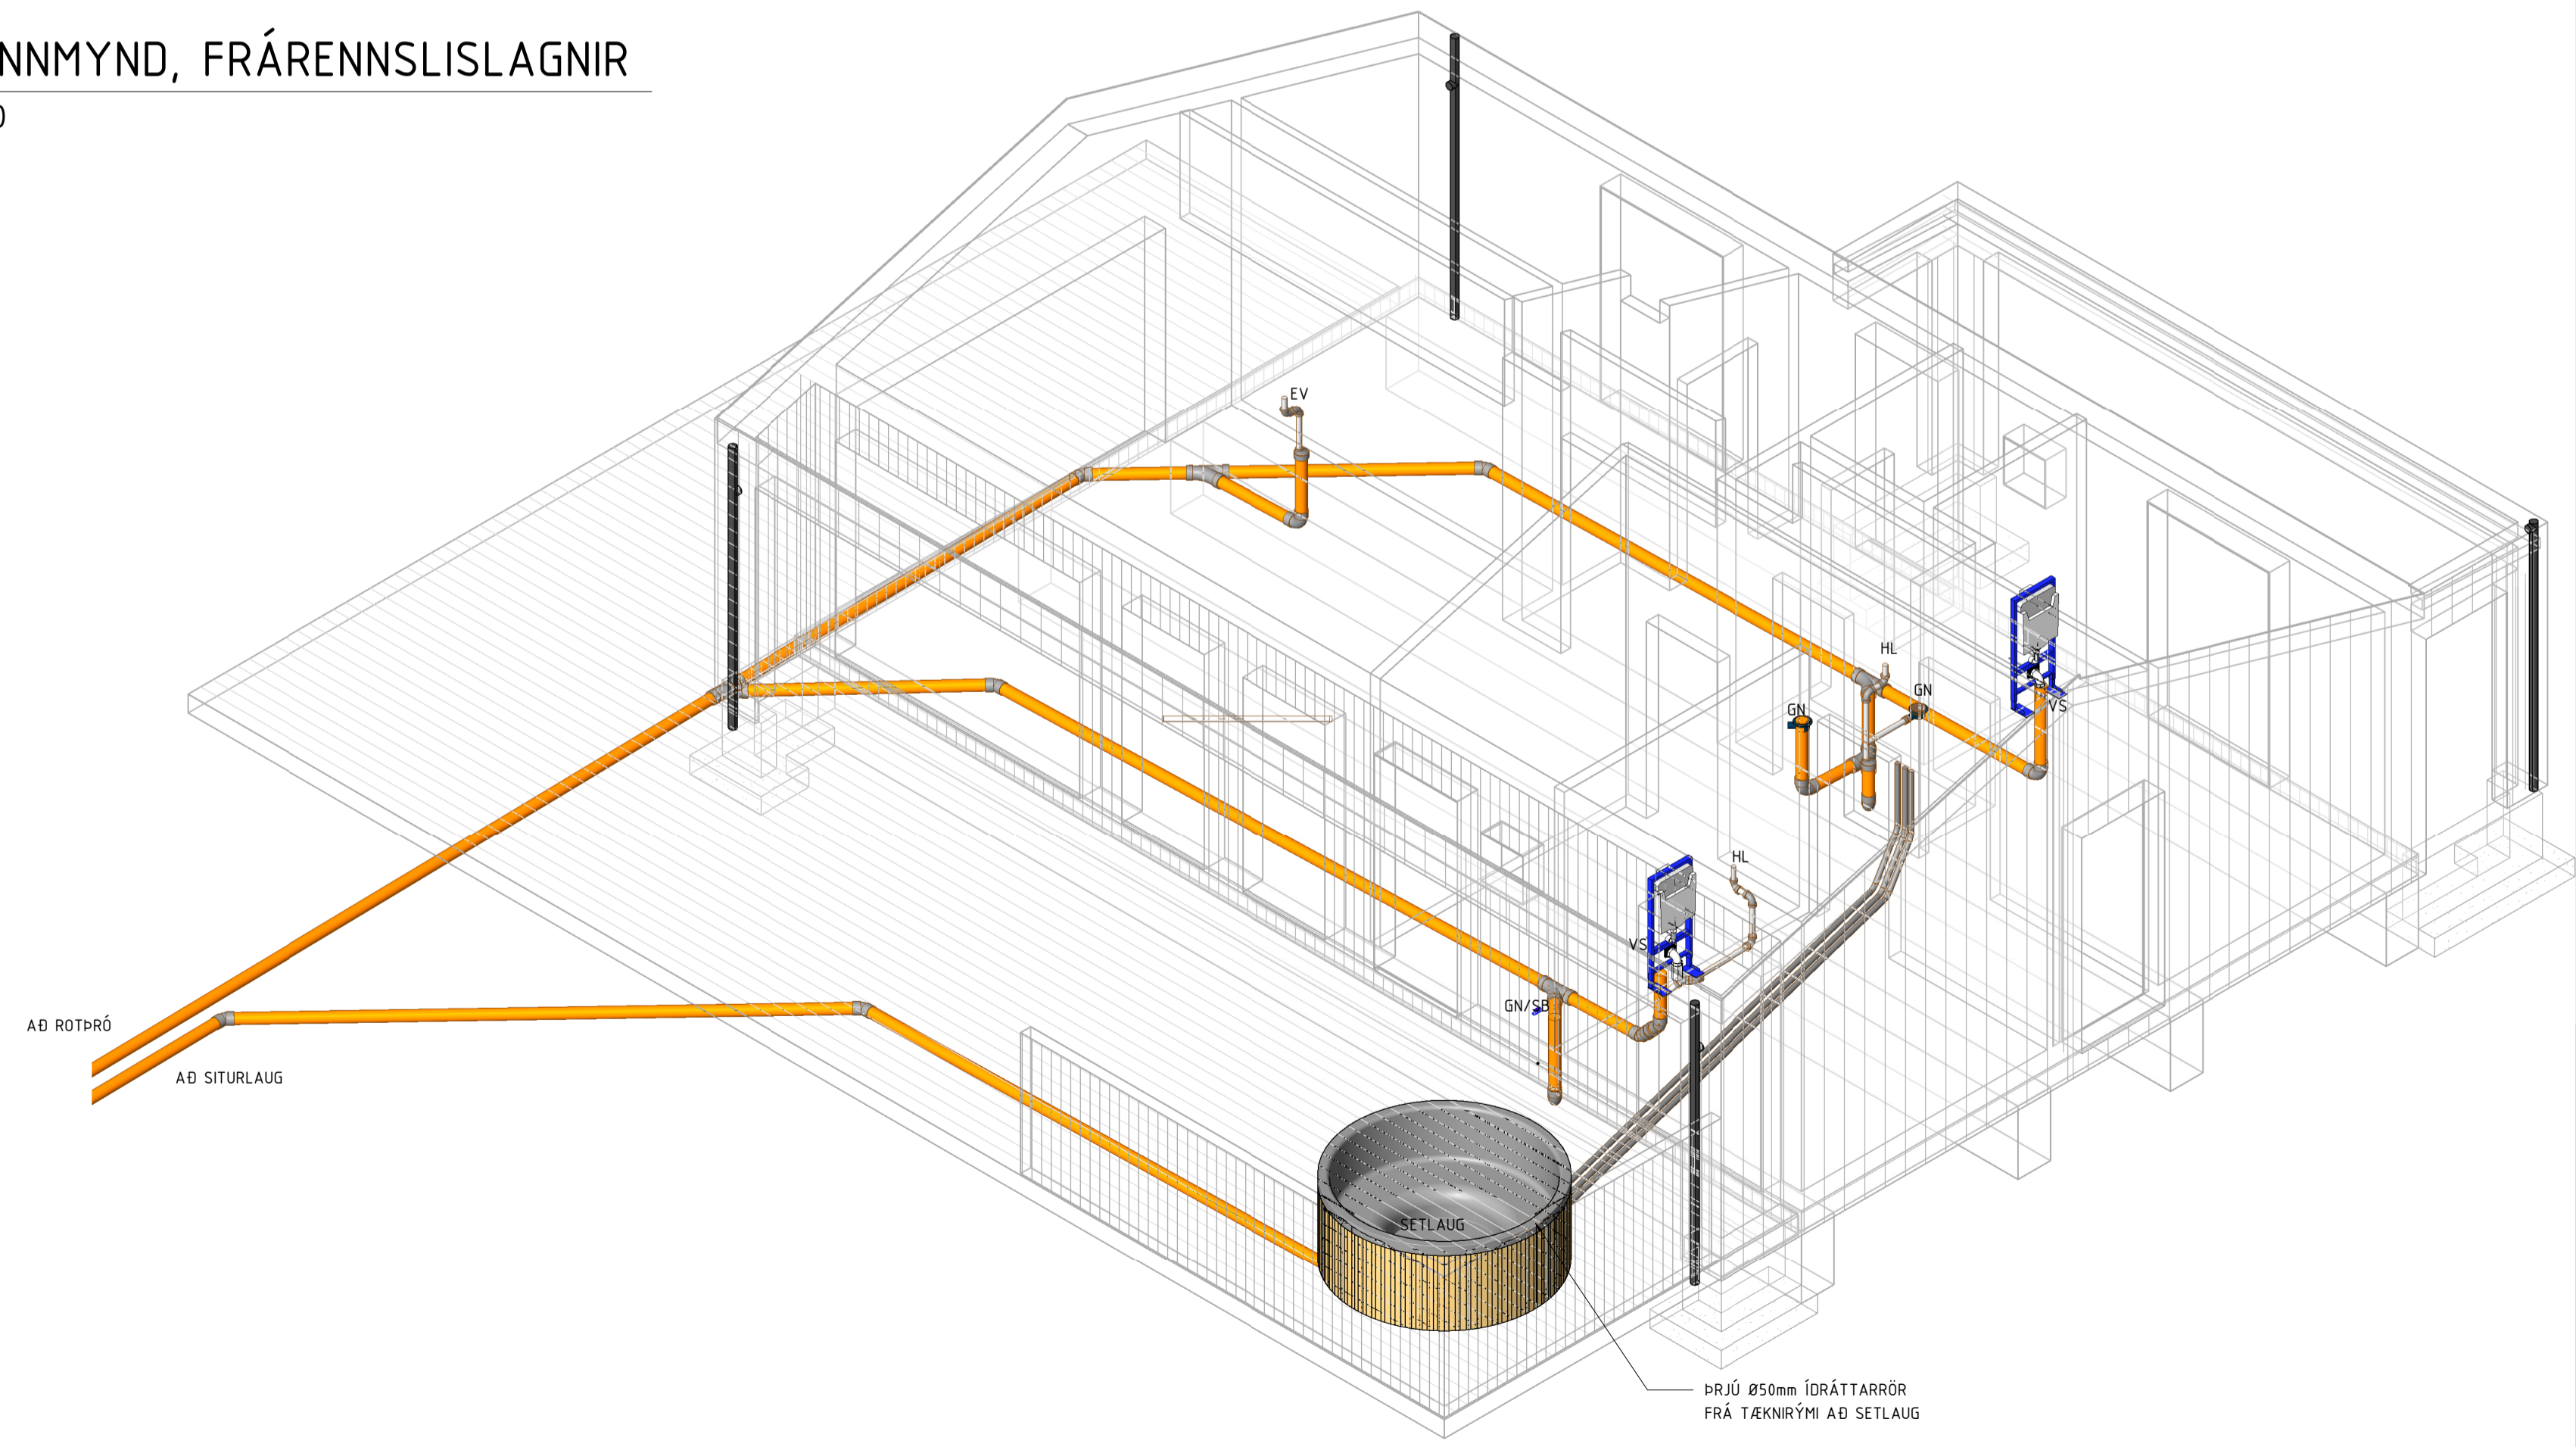 NNMYND, FRÁRENNSLISLAGNIR
EV
HL
GN
GN
VS
HL
VS
GN/SB
AÐ ROTÞRÓ
AÐ SITURLAUG
SETLAUG
ÞRJÚ Ø50mm ÍDRÁTTARRÖR
FRÁ TÆKNIRÝMI AÐ SETLAUG